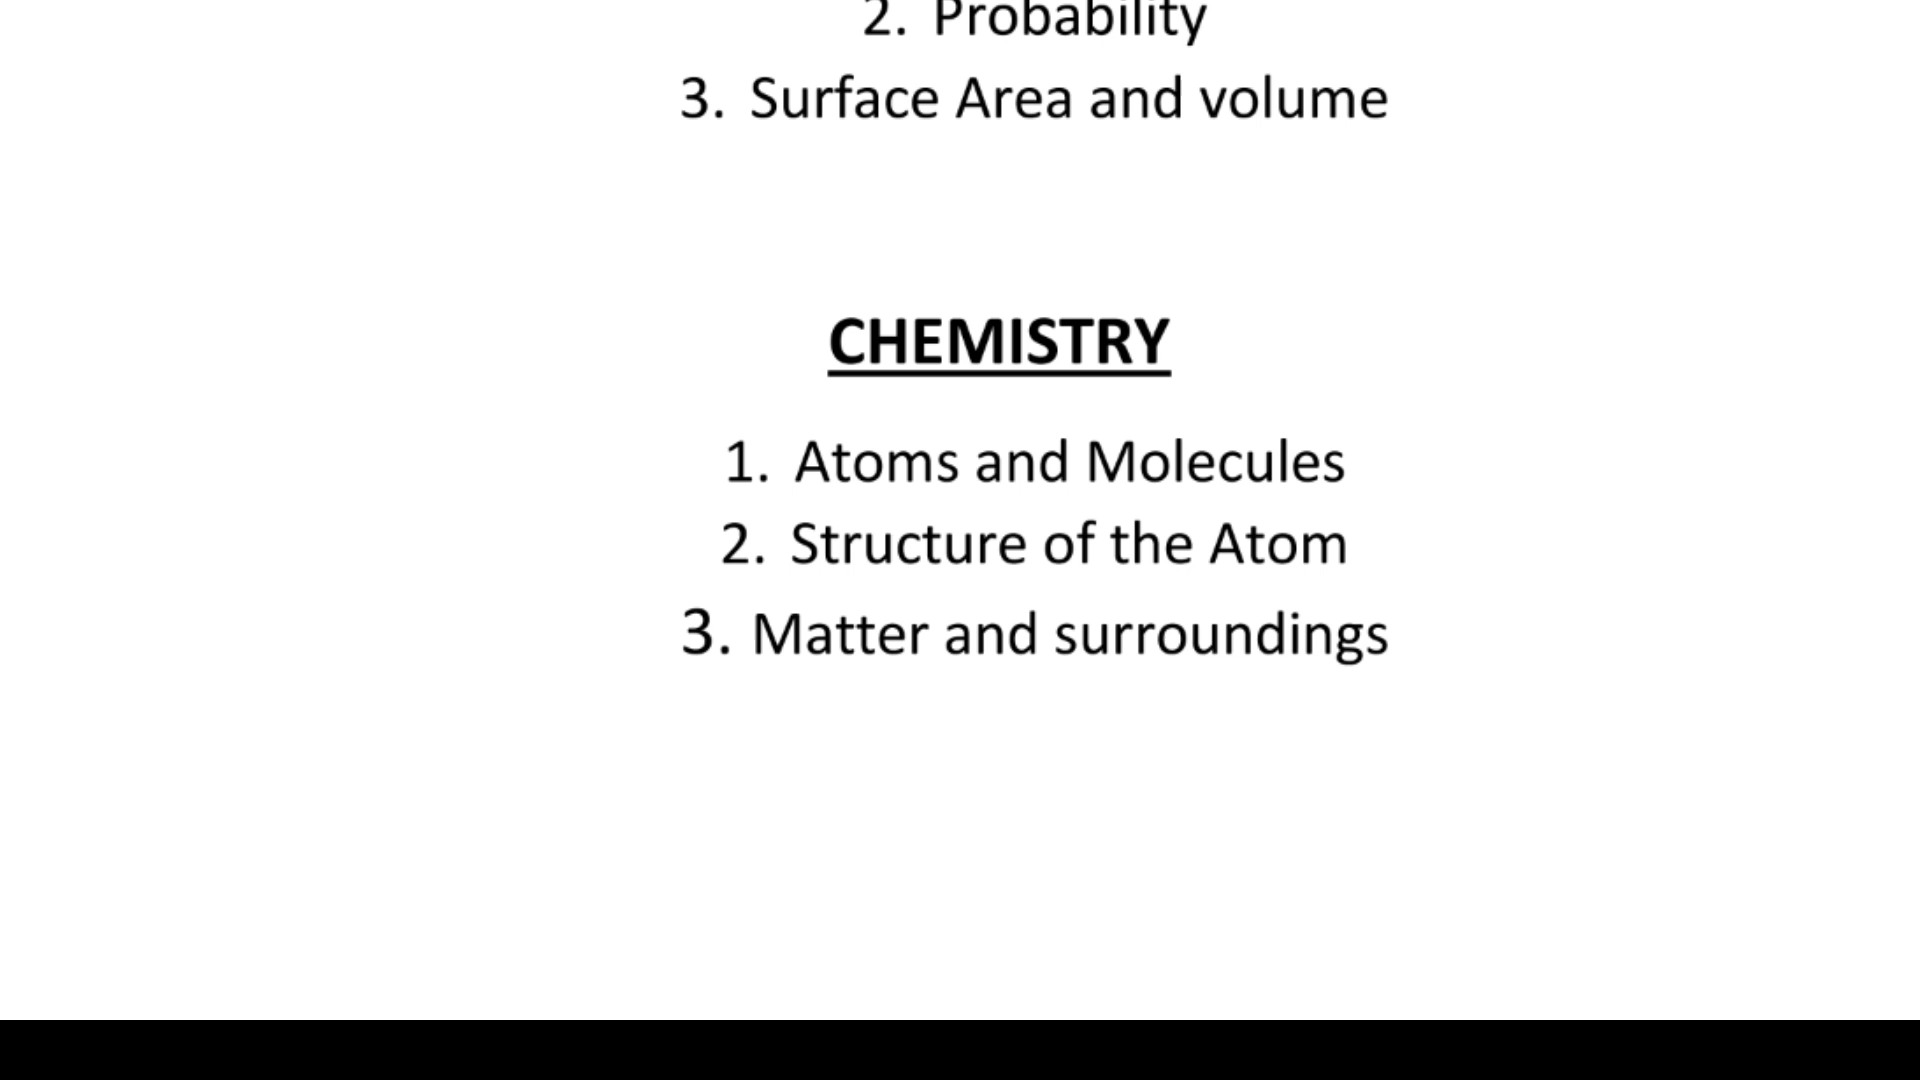 2. Probability
3. Surface Area and volume
CHEMISTRY
1. Atoms and Molecules
2. Structure of the Atom
3. Matter and surroundings